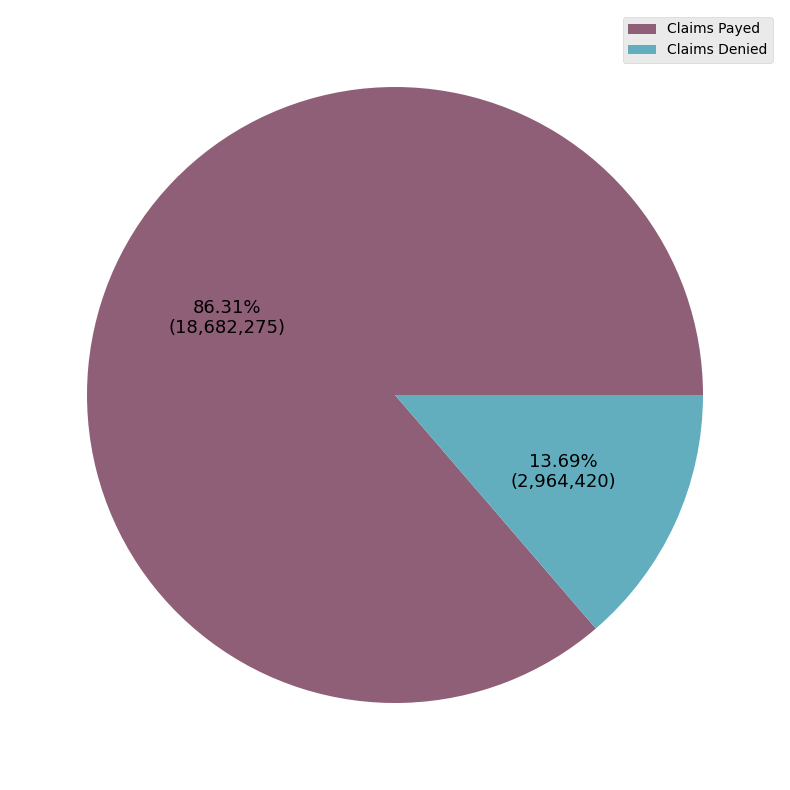 Claims Payed
Claims Denied
86.31%
(18,682,275)
13.69%
(2,964,420)